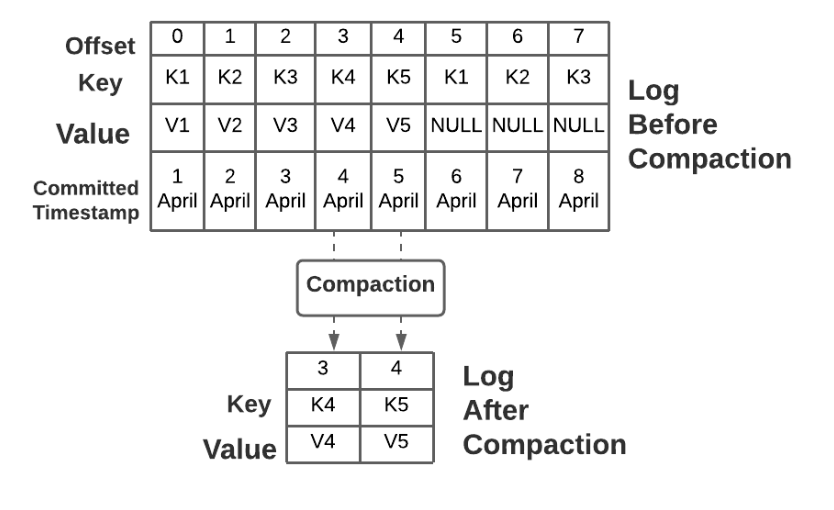 Offset 0 1 2 3 4 5 6 7
Key K1 K2 K3 K4 K5 K1 K2 K3
Value V1 V2 V3 V4 V5 NULL NULL NULL
Committed
Timestamp
1 2 3 4 5 6 7 8
April April April April April April April April
Log
Before
Compaction
Compaction
3 4
Key K4 K5
Value V4 V5
Log
After
Compaction